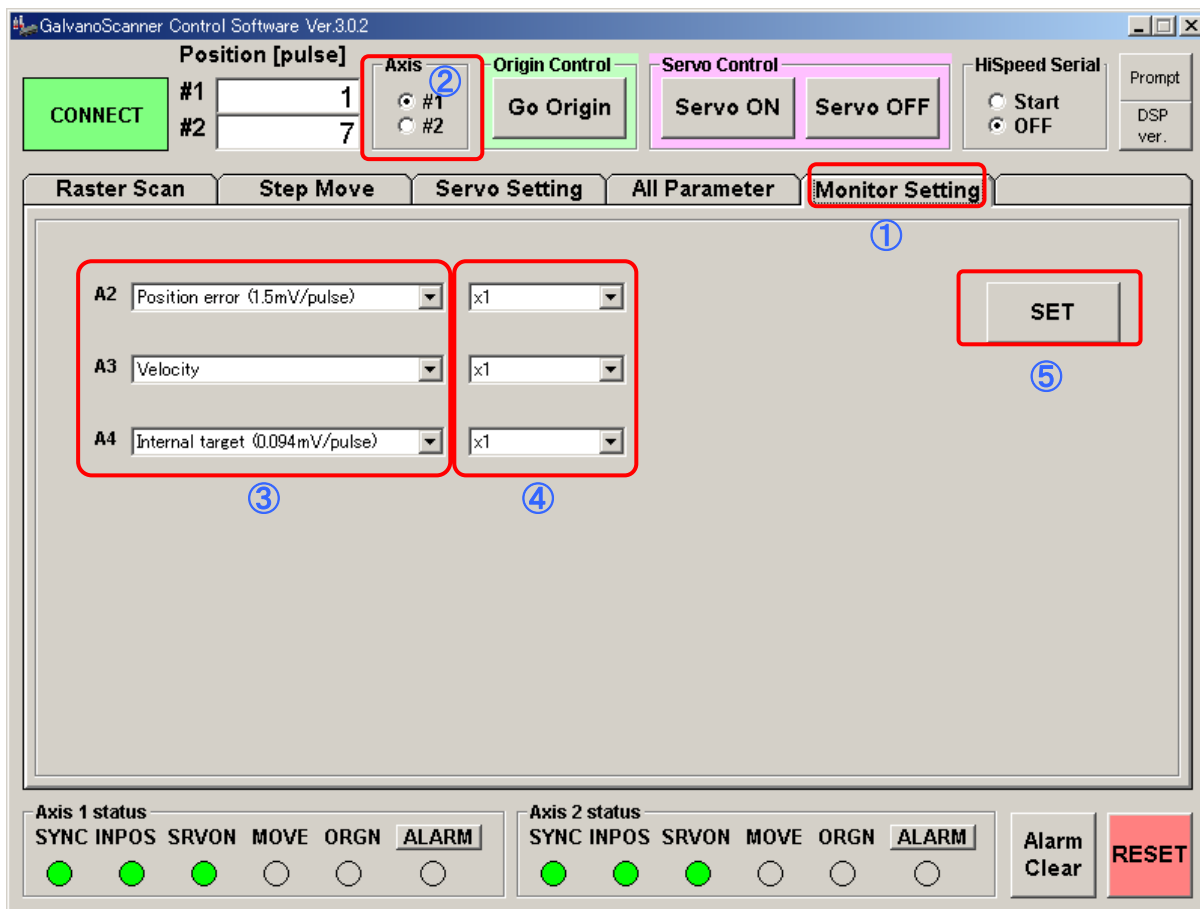 GalvanoScanner Control Software Ver.3.0.2
Position [pulse]
#1 1
#2 7
CONNECT
Axis
②
#1
#2
Origin Control
Go Origin
Servo Control
Servo ON Servo OFF
HiSpeed Serial
Start
OFF
Prompt
DSP
ver.
Raster Scan Step Move Servo Setting All Parameter Monitor Setting
①
A2 Position error (1.5mV/pulse) x1
SET
A3 Velocity x1
⑤
A4 Internal target (0.094mV/pulse) x1
③ ④
Axis 1 status
SYNC INPOS SRVON MOVE ORGN ALARM
Axis 2 status
SYNC INPOS SRVON MOVE ORGN ALARM
Alarm
Clear
RESET